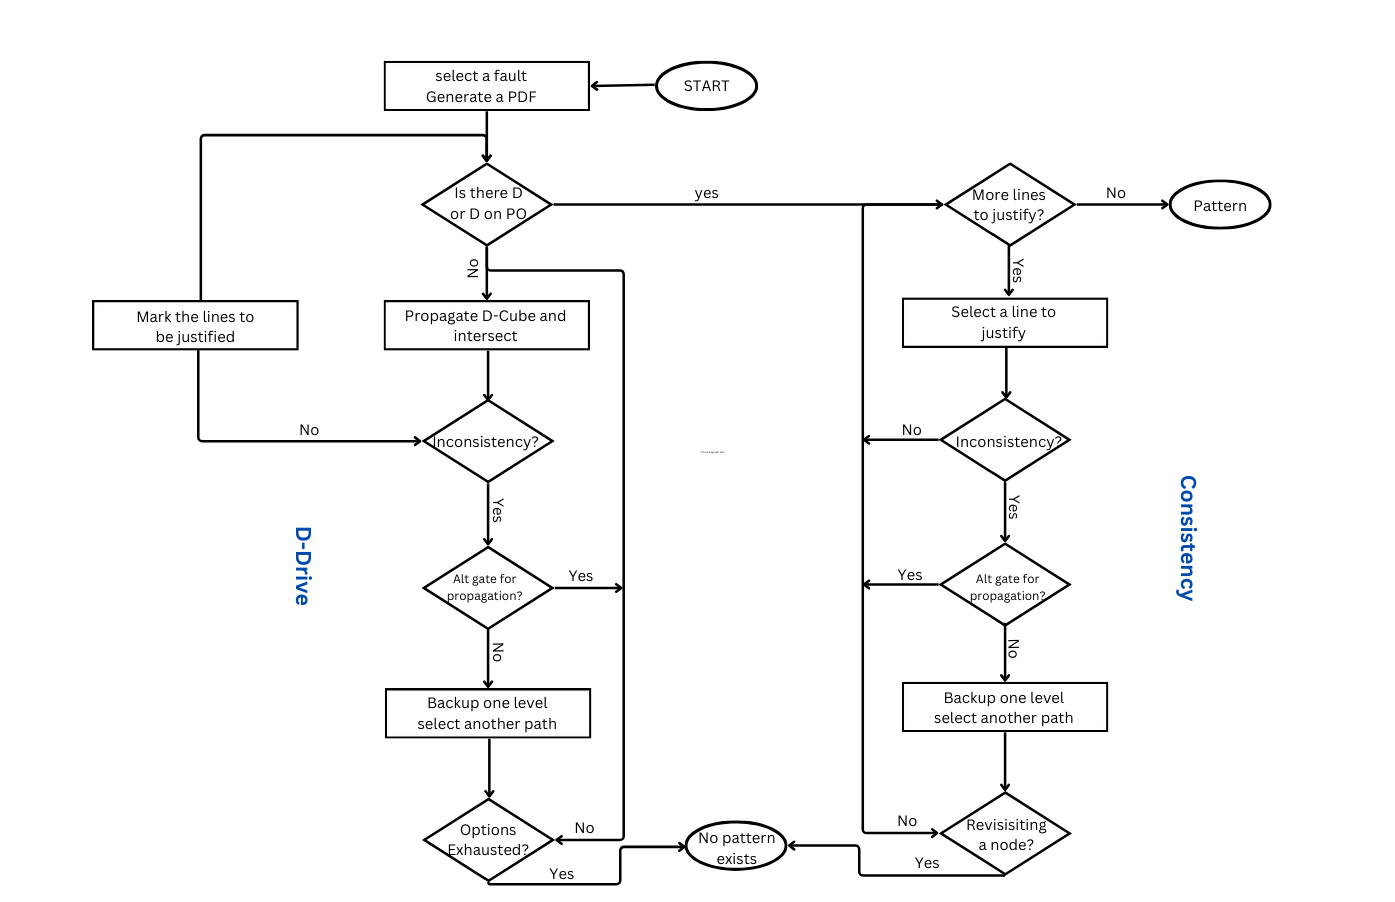 select a fault
Generate a PDF
START
Is there D
or D on PO
yes
More lines
to justify?
No
Pattern
No
Yes
Mark the lines to
be justified
Propagate D-Cube and
intersect
Select a line to
justify
No
Inconsistency?
No
Inconsistency?
Yes
Yes
D-Drive
Consistency
Alt gate for
propagation?
Yes
Yes
Alt gate for
propagation?
No
No
Backup one level
select another path
Backup one level
select another path
Options
Exhausted?
No
No pattern
exists
No
Revisisiting
a node?
Yes
Yes